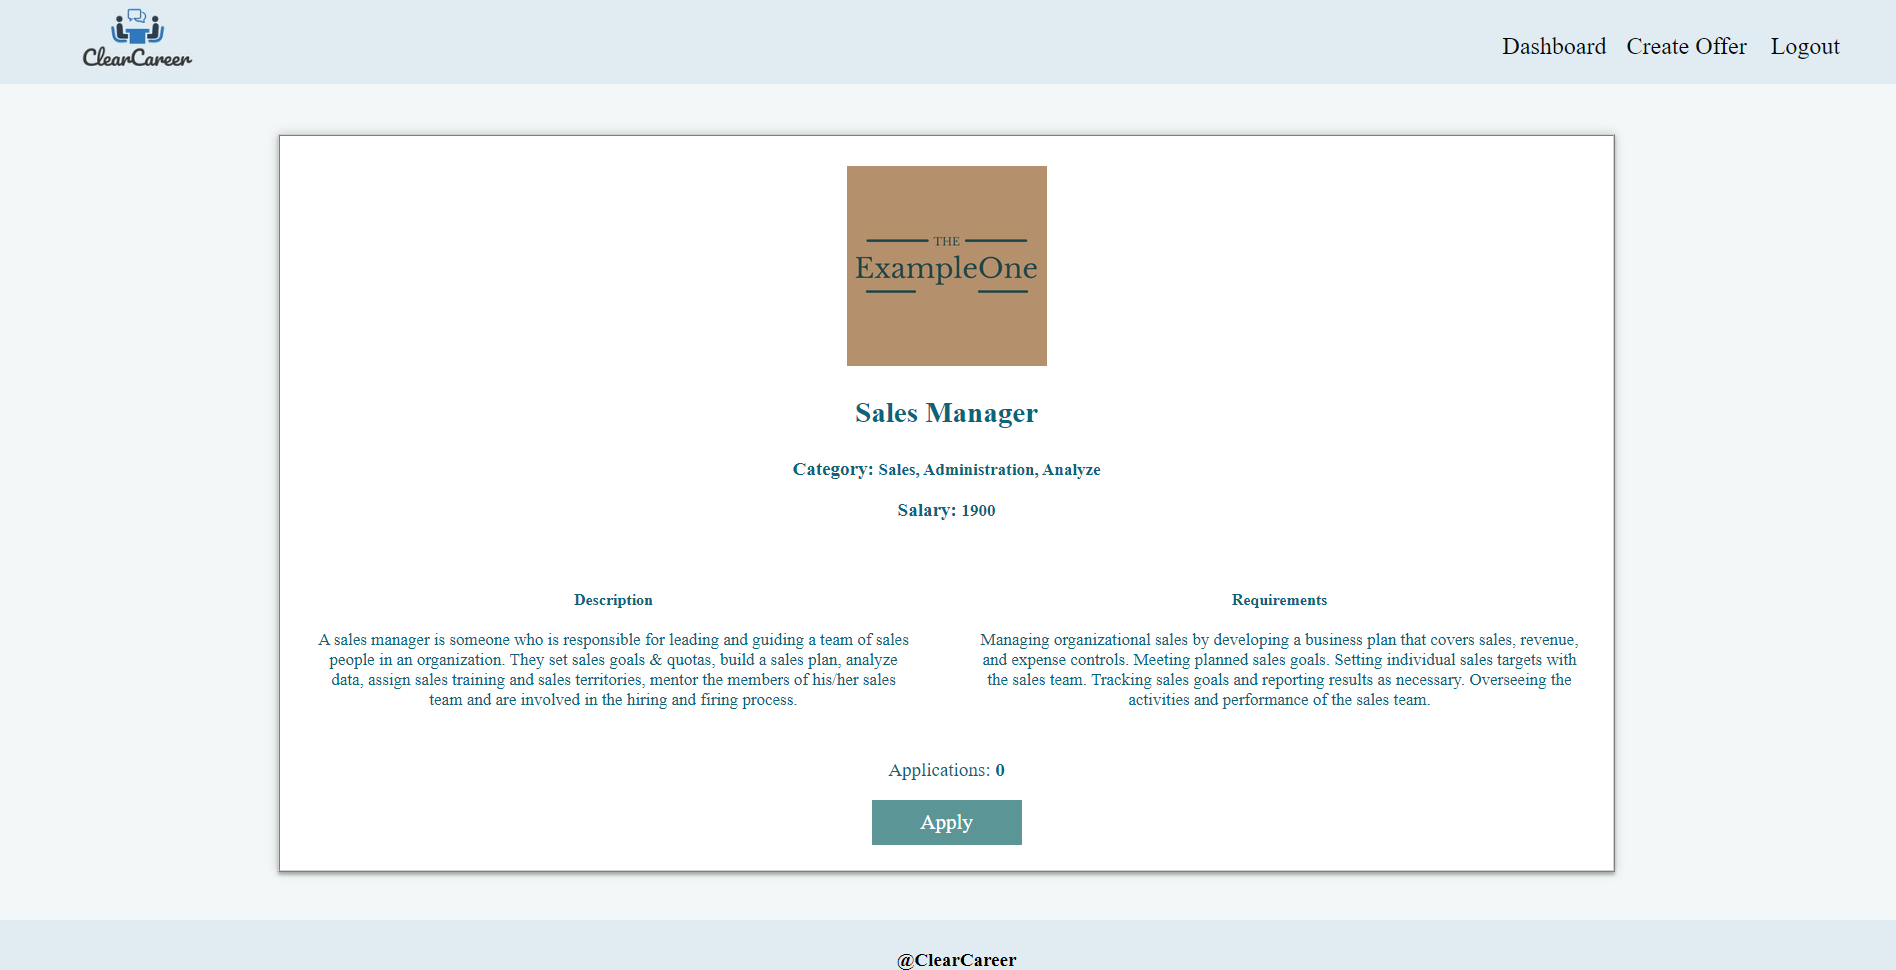 ClearCareer
Dashboard Create Offer Logout
THE
ExampleOne
Sales Manager
Category: Sales, Administration, Analyze
Salary: 1900
Description
A sales manager is someone who is responsible for leading and guiding a team of sales
people in an organization. They set sales goals & quotas, build a sales plan, analyze
data, assign sales training and sales territories, mentor the members of his/her sales
team and are involved in the hiring and firing process.
Requirements
Managing organizational sales by developing a business plan that covers sales, revenue,
and expense controls. Meeting planned sales goals. Setting individual sales targets with
the sales team. Tracking sales goals and reporting results as necessary. Overseeing the
activities and performance of the sales team.
Applications: 0
Apply
@ClearCareer